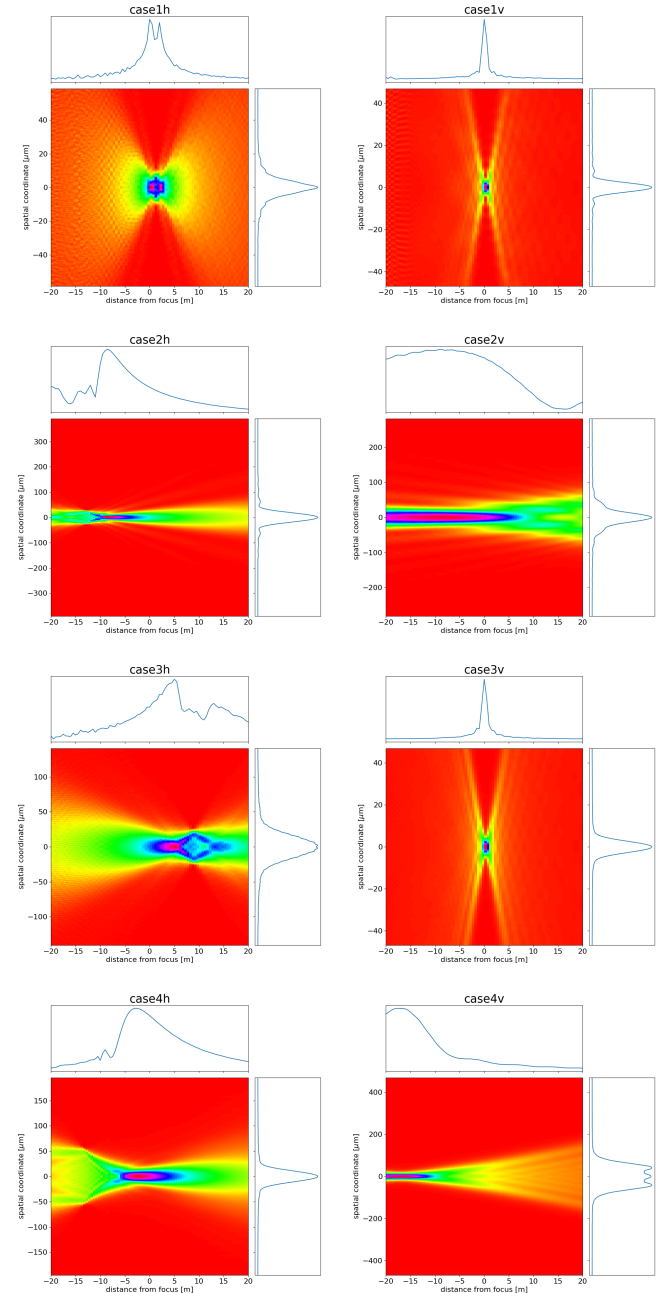 case1h
case1v
spatial coordinate [μm]
40
20
0
−20
−40
−20 −15 −10 −5 0 5 10 15 20
distance from focus [m]
spatial coordinate [μm]
40
20
0
−20
−40
−20 −15 −10 −5 0 5 10 15 20
distance from focus [m]
case2h
case2v
spatial coordinate [μm]
300
200
100
0
−100
−200
−300
−20 −15 −10 −5 0 5 10 15 20
distance from focus [m]
spatial coordinate [μm]
200
100
0
−100
−200
−20 −15 −10 −5 0 5 10 15 20
distance from focus [m]
case3h
case3v
spatial coordinate [μm]
100
50
0
−50
−100
−20 −15 −10 −5 0 5 10 15 20
distance from focus [m]
spatial coordinate [μm]
40
20
0
−20
−40
−20 −15 −10 −5 0 5 10 15 20
distance from focus [m]
case4h
case4v
spatial coordinate [μm]
150
100
50
0
−50
−100
−150
−20 −15 −10 −5 0 5 10 15 20
distance from focus [m]
spatial coordinate [μm]
400
200
0
−200
−400
−20 −15 −10 −5 0 5 10 15 20
distance from focus [m]